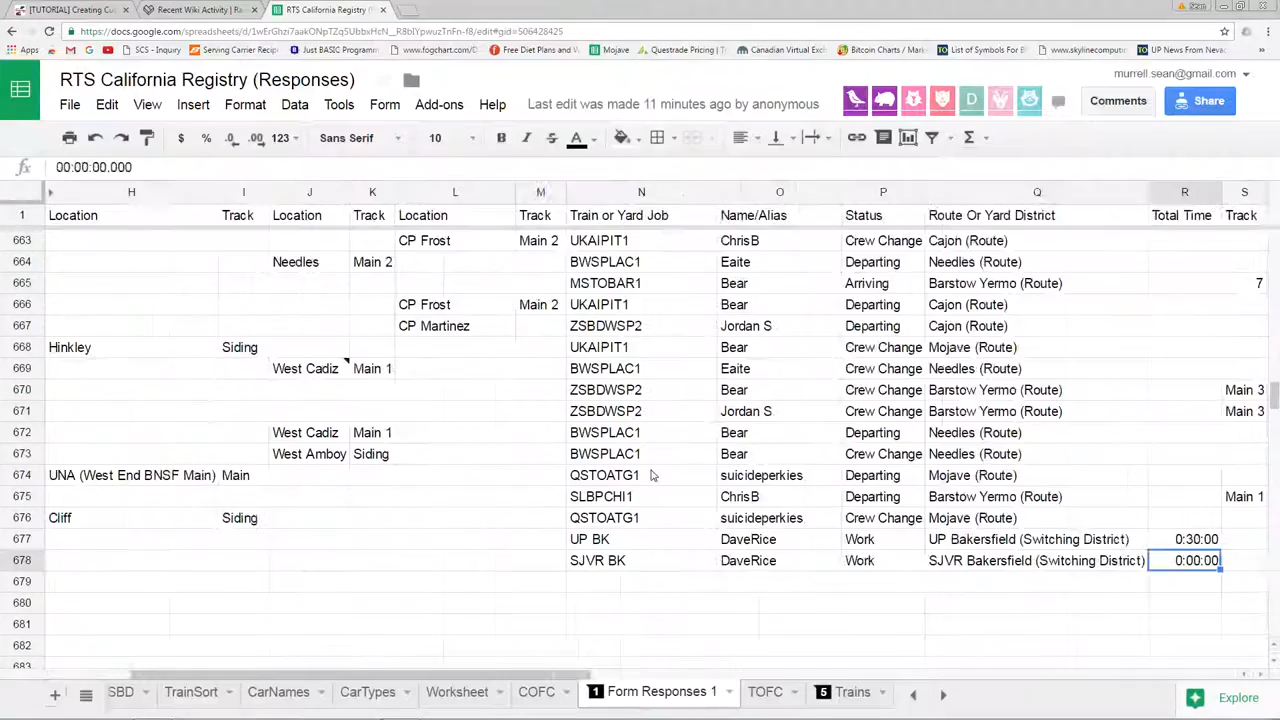 [TUTORIAL] Creating Cu
Recent Wiki Activity | Ra
RTS California Registry (
https://docs.google.com/spreadsheets/d/1wErGhzi7aakONpTZq5UbbxHcN__R8blYpwuzTnN-f8/edit#gid=506428425
Apps
SCS - Inquiry
Serving Carrier Recip
Just BASIC Programm
www.fogchart.com/
Free Diet Plans and W
Mojave
Questrade Pricing |
Canadian Virtual Exch
Bitcoin Charts / Mark
List of Symbols For B
www.skylinecomputin
UP News From Nevad
RTS California Registry (Responses)
murrell.sean@gmail.com
File Edit View Insert Format Data Tools Form Add-ons Help Last edit was made 11 minutes ago by anonymous
D
Comments
Share
$ % .0 .00 123 Sans Serif 10 B I S A Σ
fx 00:00:00.000
H I J K L M N O P Q R S
1 Location Track Location Track Location Track Train or Yard Job Name/Alias Status Route Or Yard District Total Time Track
663 CP Frost Main 2 UKAIPIT1 ChrisB Crew Change Cajon (Route)
664 Needles Main 2 BWSPLAC1 Eaite Departing Needles (Route)
665 MSTOBAR1 Bear Arriving Barstow Yermo (Route) 7
666 CP Frost Main 2 UKAIPIT1 Bear Departing Cajon (Route)
667 CP Martinez ZSBDWSP2 Jordan S Departing Cajon (Route)
668 Hinkley Siding UKAIPIT1 Bear Crew Change Mojave (Route)
669 West Cadiz Main 1 BWSPLAC1 Eaite Crew Change Needles (Route)
670 ZSBDWSP2 Bear Crew Change Barstow Yermo (Route) Main 3
671 ZSBDWSP2 Jordan S Crew Change Barstow Yermo (Route) Main 3
672 West Cadiz Main 1 BWSPLAC1 Bear Departing Needles (Route)
673 West Amboy Siding BWSPLAC1 Bear Crew Change Needles (Route)
674 UNA (West End BNSF Main) Main QSTOATG1 suicideperkies Departing Mojave (Route)
675 SLBPCHI1 ChrisB Departing Barstow Yermo (Route) Main 1
676 Cliff Siding QSTOATG1 suicideperkies Crew Change Mojave (Route)
677 UP BK DaveRice Work UP Bakersfield (Switching District) 0:30:00
678 SJVR BK DaveRice Work SJVR Bakersfield (Switching District) 0:00:00
679
680
681
682
683
SBD TrainSort CarNames CarTypes Worksheet COFC 1 Form Responses 1 TOFC 5 Trains
Explore